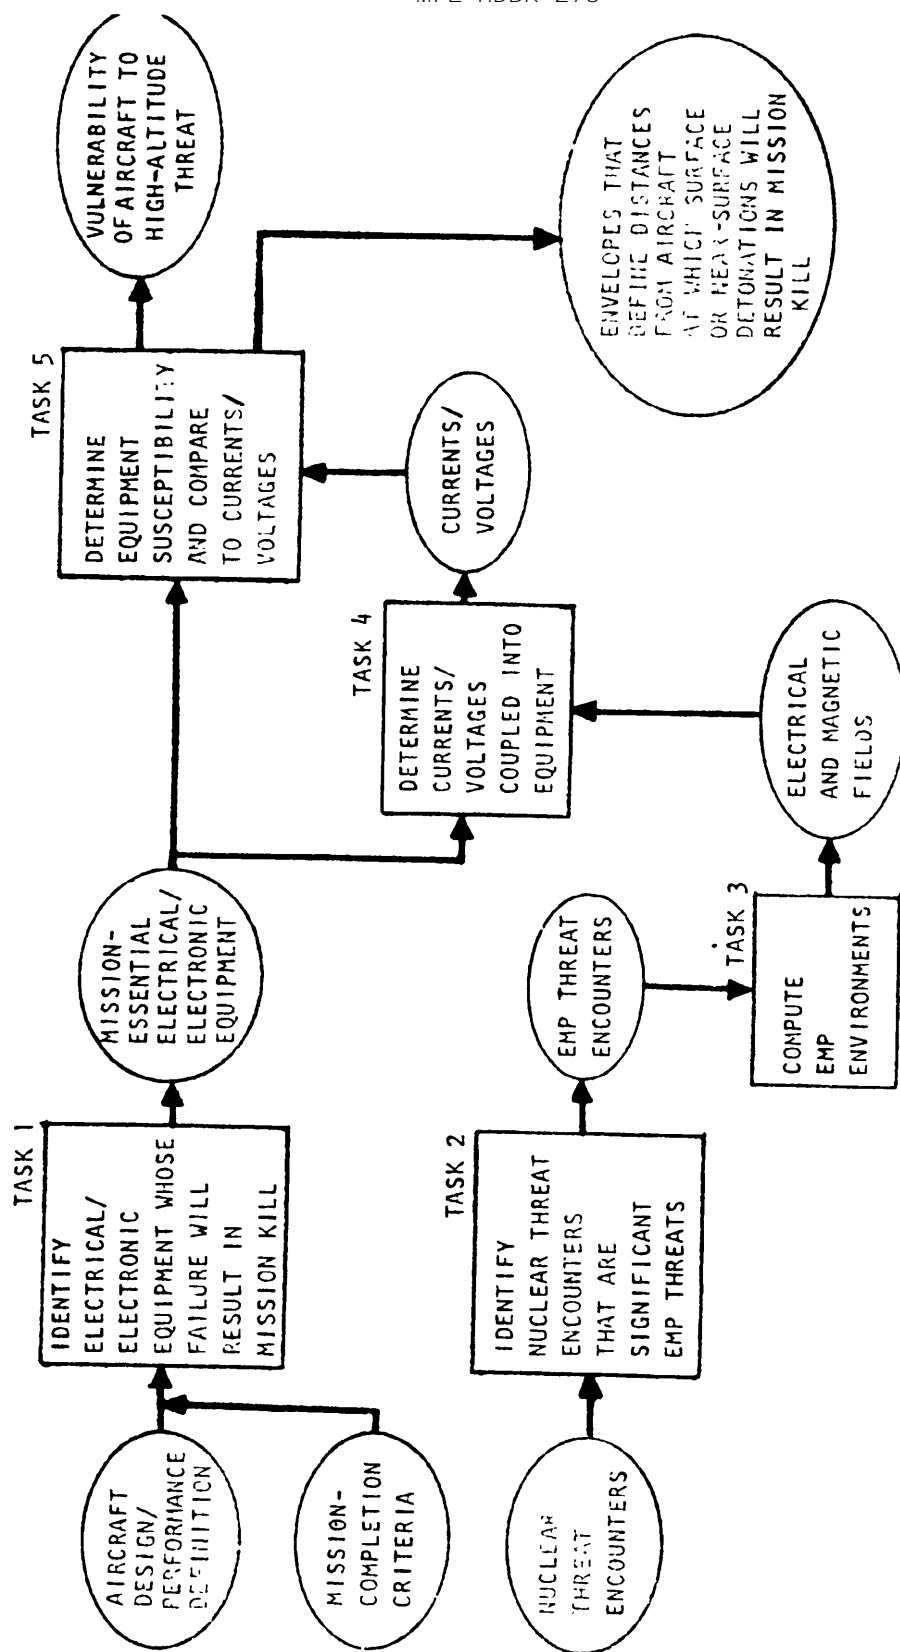 AIRCRAFT
DESIGN/
PERFORMANCE
DEFINITION
MISSION-
COMPLETION
CRITERIA
TASK 1
IDENTIFY
ELECTRICAL/
ELECTRONIC
EQUIPMENT WHOSE
FAILURE WILL
RESULT IN
MISSION KILL
MISSION-
ESSENTIAL
ELECTRICAL/
ELECTRONIC
EQUIPMENT
NUCLEAR
THREAT
ENCOUNTERS
TASK 2
IDENTIFY
NUCLEAR THREAT
ENCOUNTERS
THAT ARE
SIGNIFICANT
EMP THREATS
EMP THREAT
ENCOUNTERS
TASK 3
COMPUTE
EMP
ENVIRONMENTS
ELECTRICAL
AND MAGNETIC
FIELDS
TASK 4
DETERMINE
CURRENTS/
VOLTAGES
COUPLED INTO
EQUIPMENT
CURRENTS/
VOLTAGES
TASK 5
DETERMINE
EQUIPMENT
SUSCEPTIBILITY
AND COMPARE
TO CURRENTS/
VOLTAGES
VULNERABILITY
OF AIRCRAFT TO
HIGH-ALTITUDE
THREAT
ENVELOPES THAT
DEFINE DISTANCES
FROM AIRCRAFT
AT WHICH SURFACE
OR NEAR-SURFACE
DETONATIONS WILL
RESULT IN MISSION
KILL